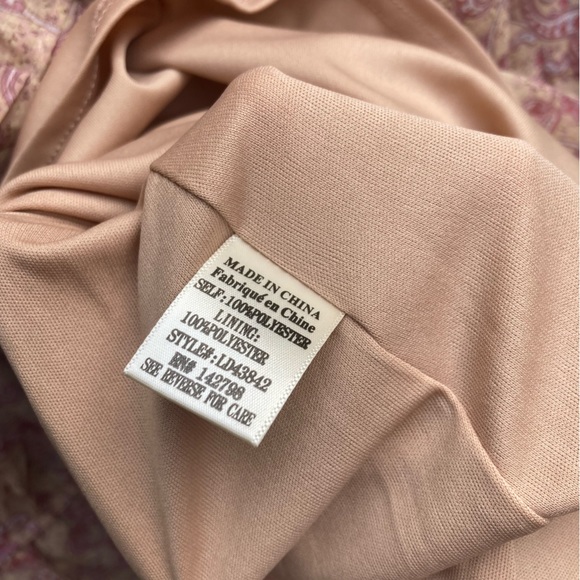 MADE IN CHINA
Fabriqué en Chine
SELF:100%POLYESTER
LINING:
100%POLYESTER
STYLE#:LD43842
RN# 142798
SEE REVERSE FOR CARE